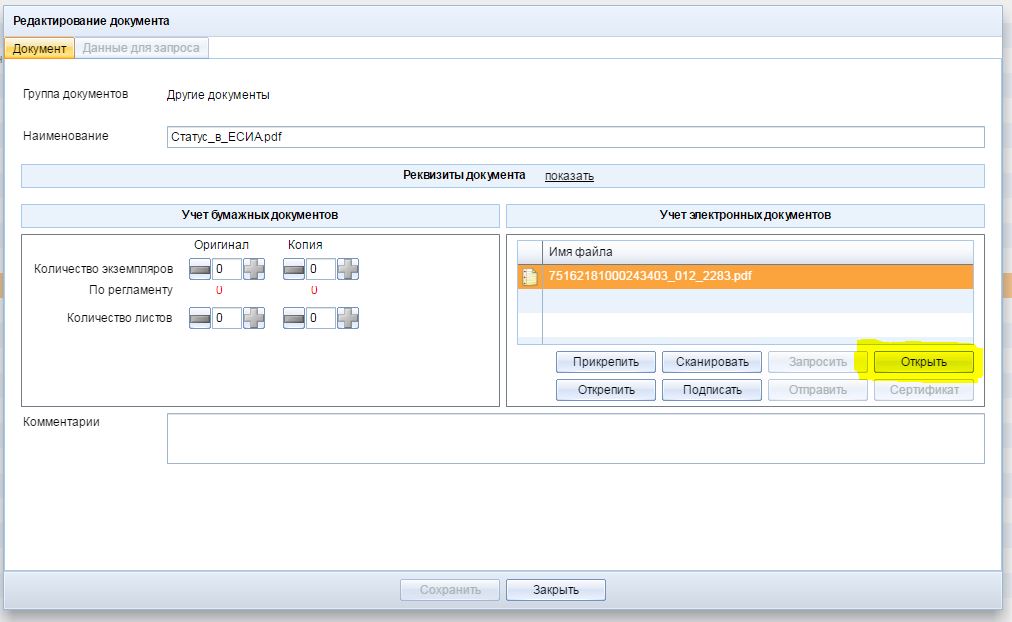 Редактирование документа
Документ Данные для запроса
Группа документов Другие документы
Наименование Статус_в_ЕСИА.pdf
Реквизиты документа показать
Учет бумажных документов
Оригинал Копия
Количество экземпляров 0 0
По регламенту 0 0
Количество листов 0 0
Учет электронных документов
Имя файла
75162181000243403_012_2283.pdf
Прикрепить Сканировать Запросить Открыть
Открепить Подписать Отправить Сертификат
Комментарии
Сохранить Закрыть